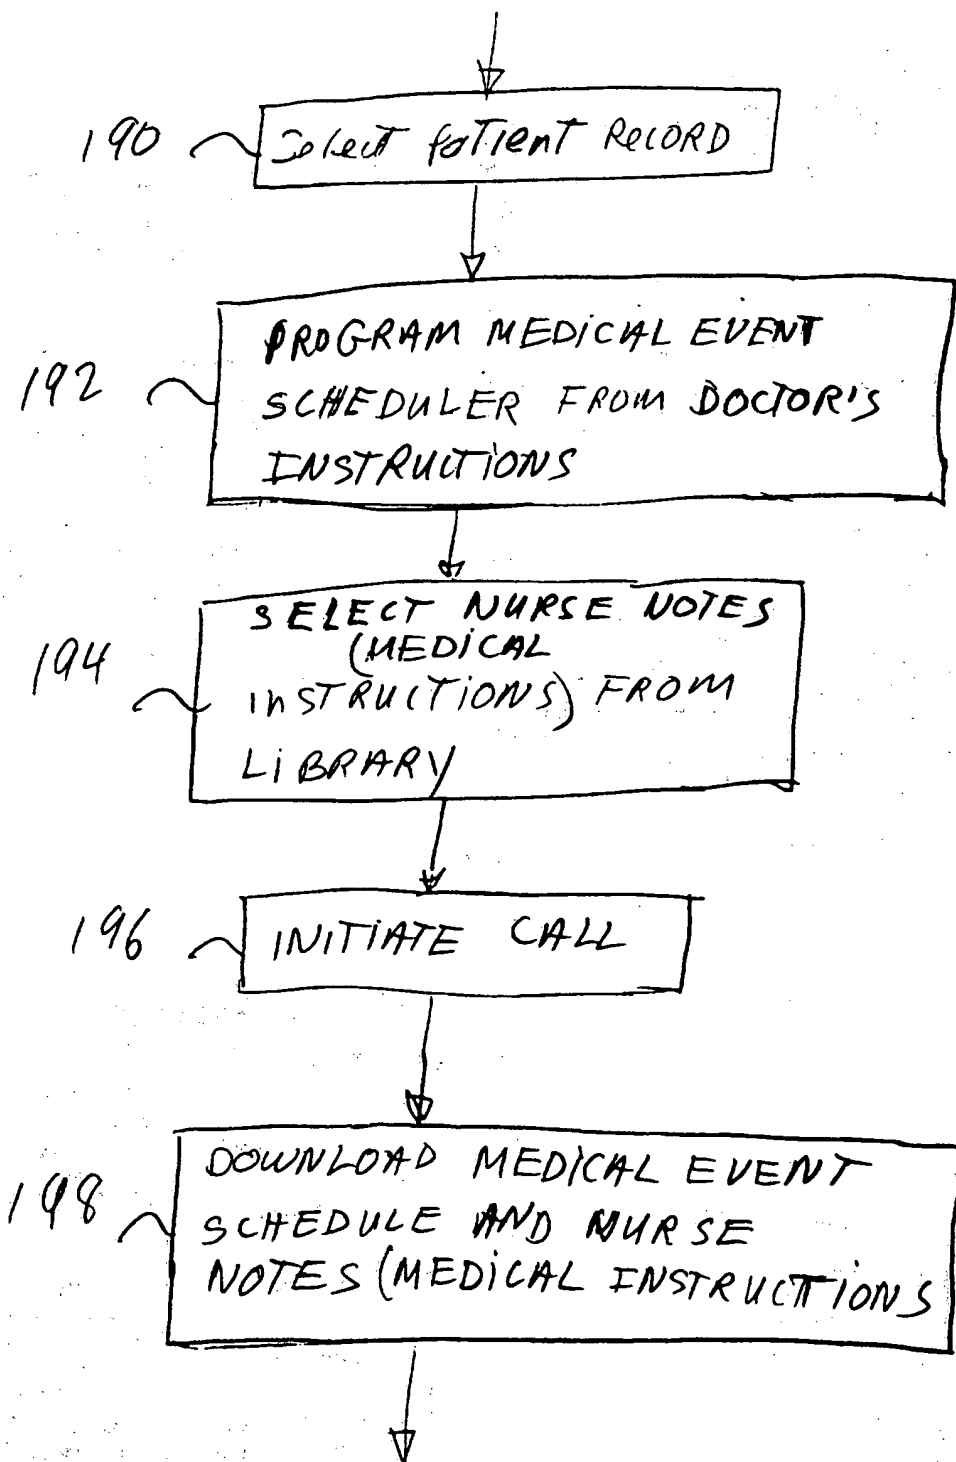 190 Select Patient RECORD
192
PROGRAM MEDICAL EVENT
SCHEDULER FROM DOCTOR'S
INSTRUCTIONS
194
SELECT NURSE NOTES
(MEDICAL
INSTRUCTIONS) FROM
LIBRARY
196 INITIATE CALL
198
DOWNLOAD MEDICAL EVENT
SCHEDULE AND NURSE
NOTES (MEDICAL INSTRUCTIONS